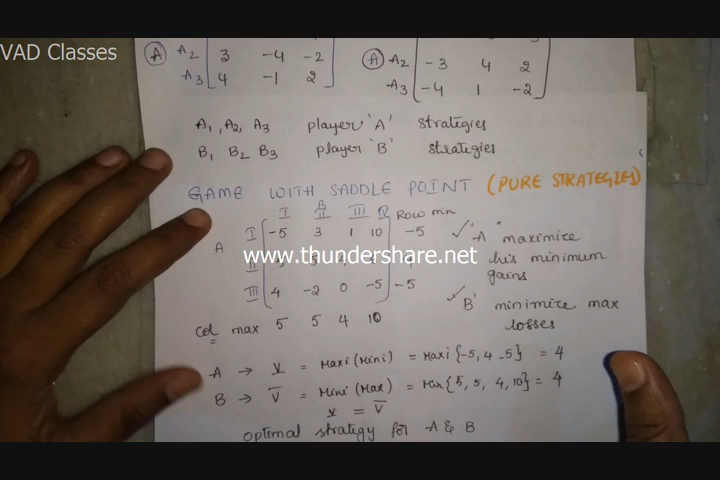 VAD Classes
A A2 3 -4 -2 A A2 -3 4 2
A3 4 -1 2 A3 -4 1 -2
A1, A2, A3 player 'A' strategies
B1 B2 B3 player 'B' strategies
GAME WITH SADDLE POINT (PURE STRATEGIES)
B
I II III IV Row min
A I -5 3 1 10 -5 ✓ "A" maximize
his minimum
www.thundershare.net
II gains
III 4 -2 0 -5 -5 ✓ B' minimize max
losses
Col max 5 5 4 10
A → V = Maxi (Mini) = Maxi {-5, 4 -5} = 4
B → V̅ = Mini (Max) = Min {5, 5, 4, 10} = 4
V = V̅
Optimal strategy for A & B